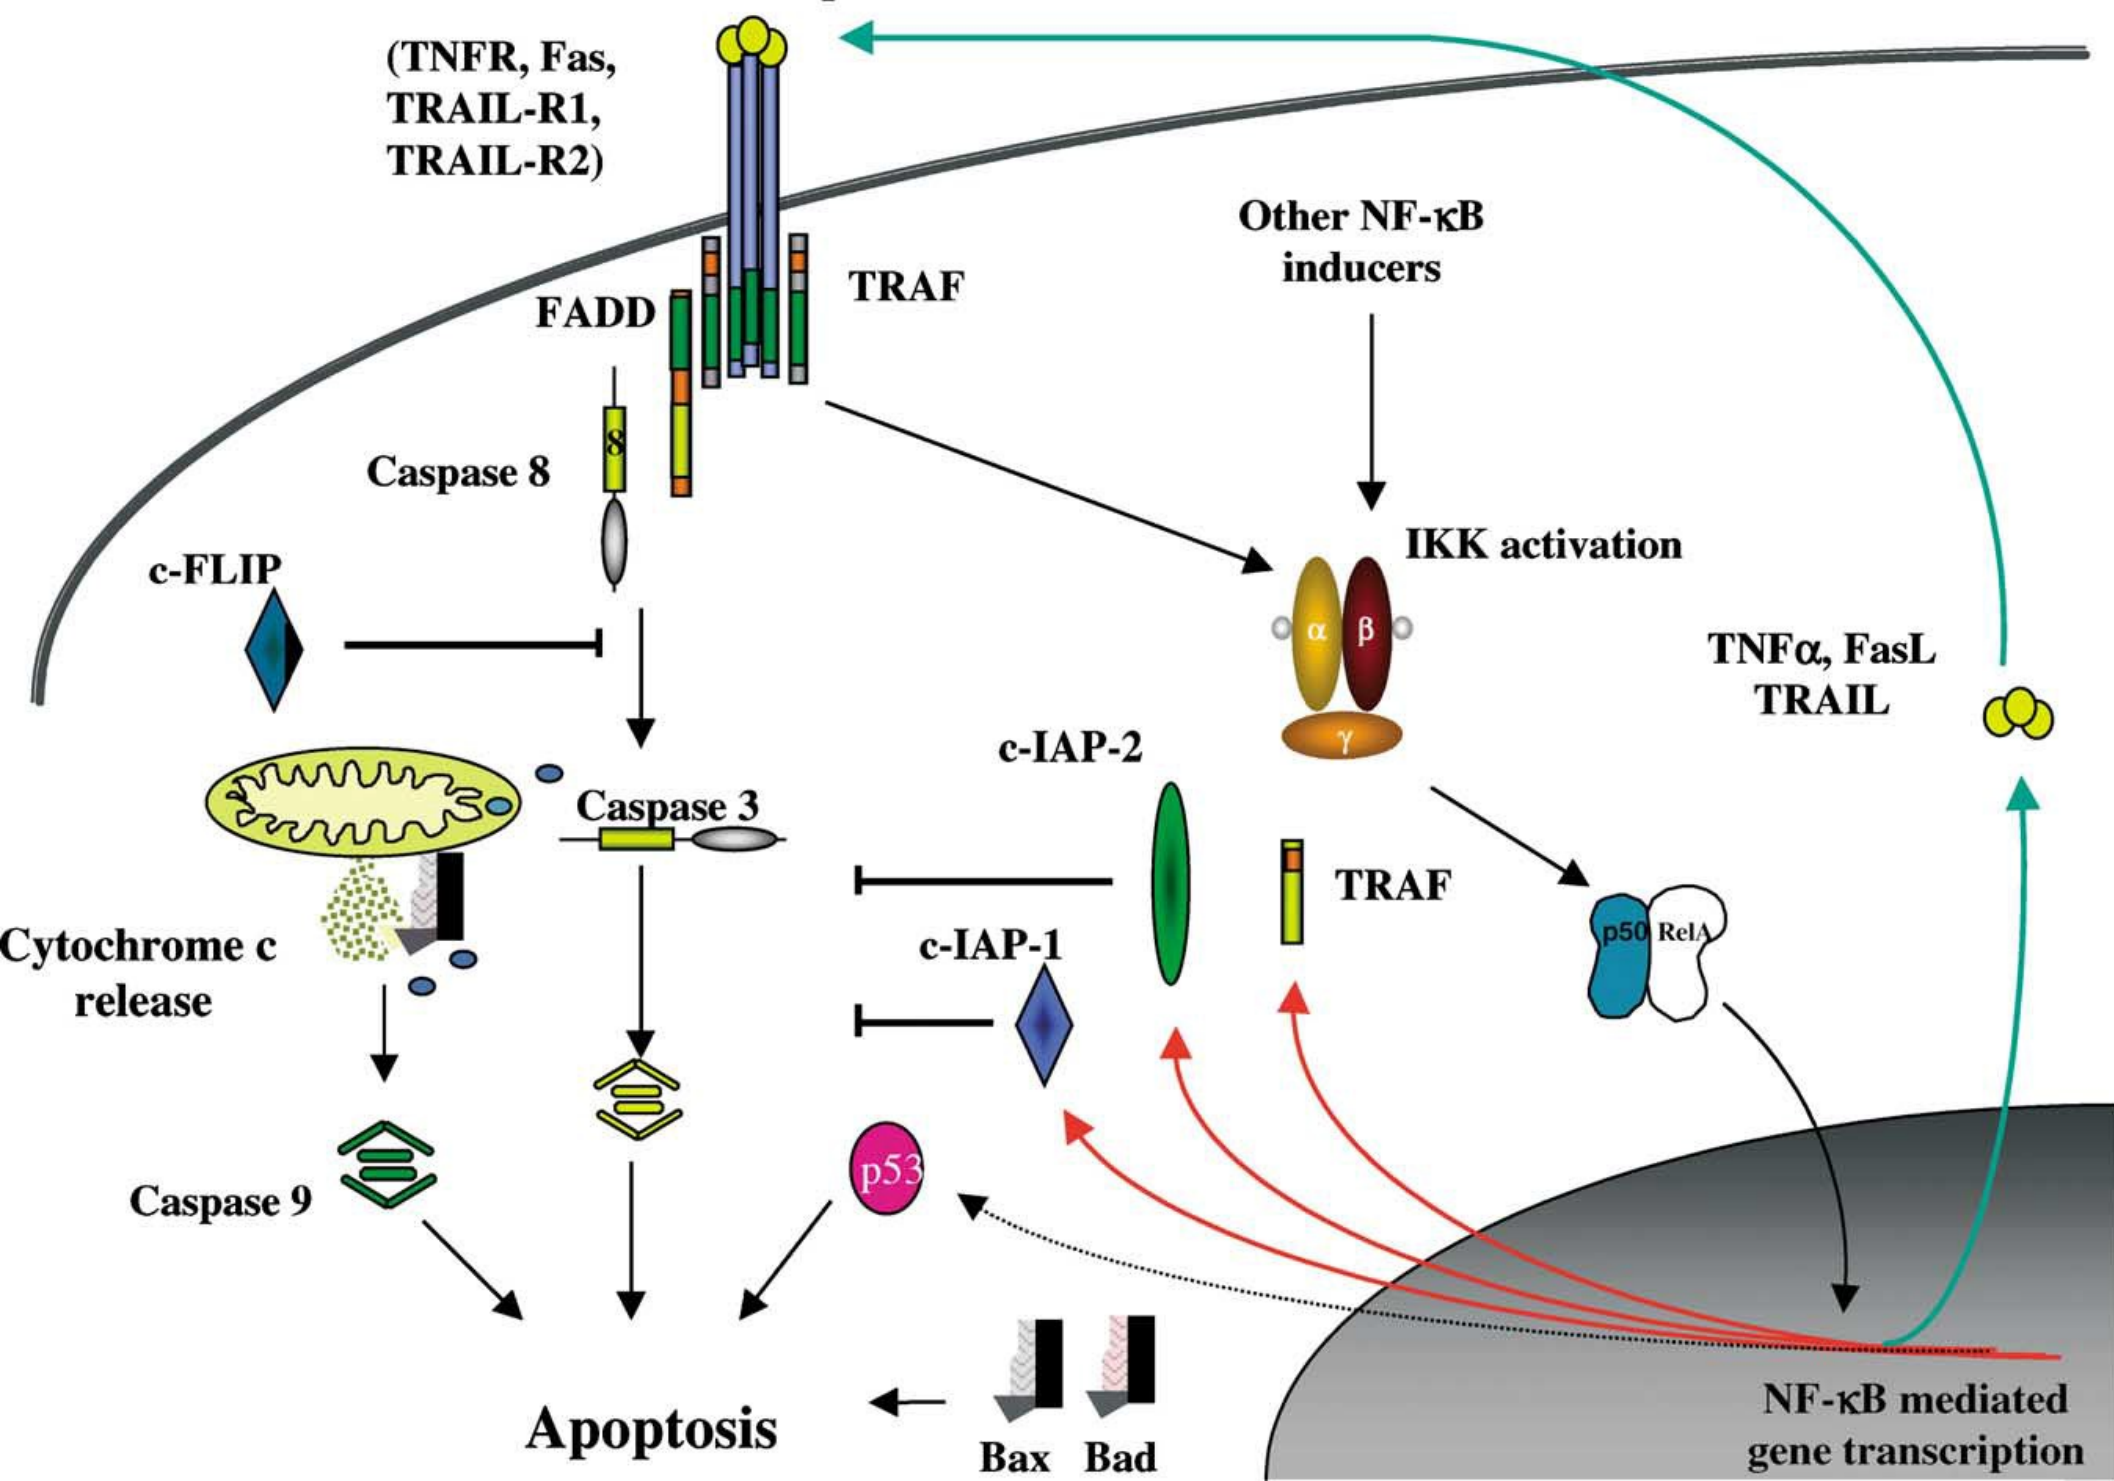 (TNFR, Fas,
TRAIL-R1,
TRAIL-R2)
Other NF-κB
inducers
TRAF
FADD
8
Caspase 8
IKK activation
c-FLIP
α
β
γ
TNFα, FasL
TRAIL
c-IAP-2
Caspase 3
TRAF
p50
RelA
c-IAP-1
Cytochrome c
release
p53
Caspase 9
Apoptosis
Bax
Bad
NF-κB mediated
gene transcription